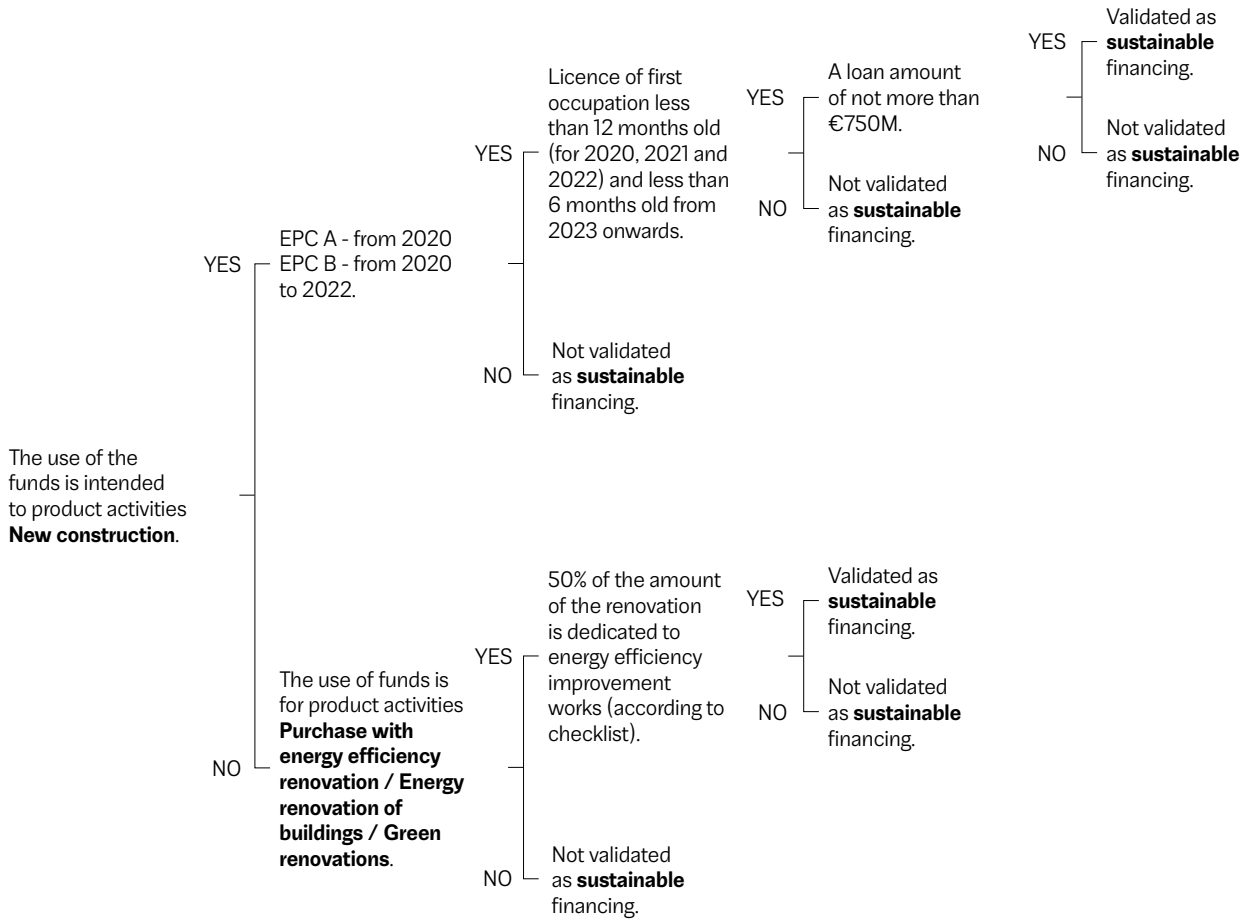 The use of the
funds is intended
to product activities
New construction.
YES
EPC A - from 2020
EPC B - from 2020
to 2022.
YES
Licence of first
occupation less
than 12 months old
(for 2020, 2021 and
2022) and less than
6 months old from
2023 onwards.
YES
A loan amount
of not more than
€750M.
YES
Validated as
sustainable
financing.
NO
Not validated
as sustainable
financing.
NO
Not validated
as sustainable
financing.
NO
Not validated
as sustainable
financing.
NO
The use of funds is
for product activities
Purchase with
energy efficiency
renovation / Energy
renovation of
buildings / Green
renovations.
YES
50% of the amount
of the renovation
is dedicated to
energy efficiency
improvement
works (according to
checklist).
YES
Validated as
sustainable
financing.
NO
Not validated
as sustainable
financing.
NO
Not validated
as sustainable
financing.